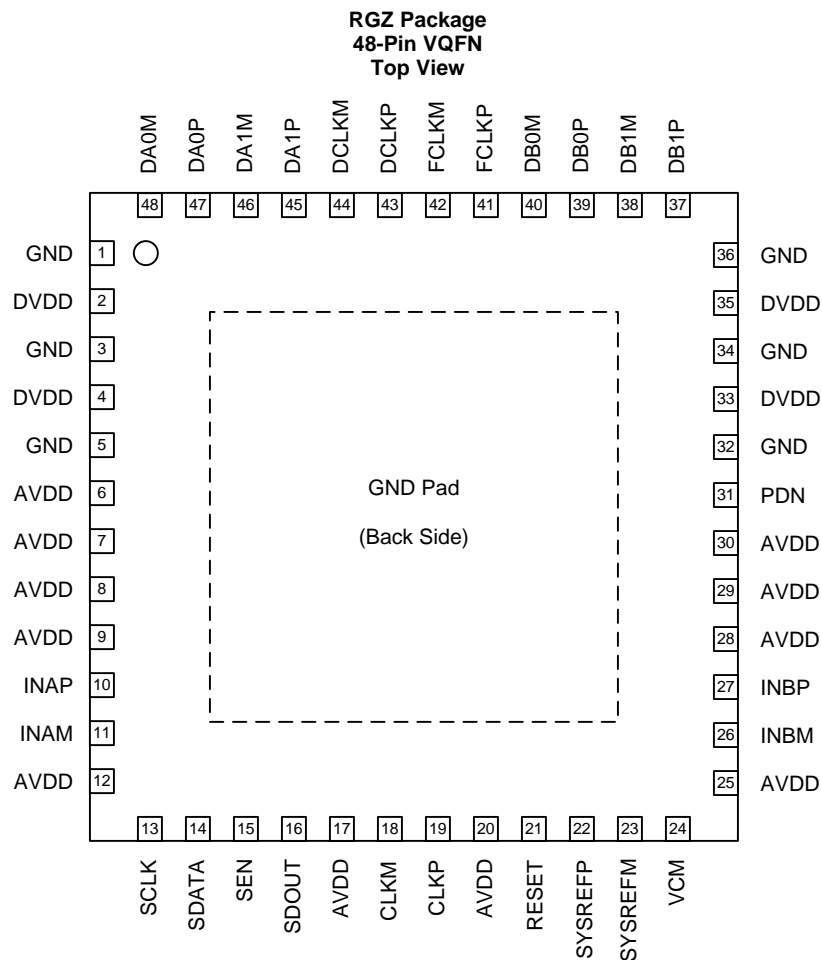 RGZ Package
48-Pin VQFN
Top View
DA0M DA0P DA1M DA1P DCLKM DCLKP FCLKM FCLKP DB0M DB0P DB1M DB1P
48 47 46 45 44 43 42 41 40 39 38 37
GND 1 36 GND
DVDD 2 35 DVDD
GND 3 34 GND
DVDD 4 33 DVDD
GND 5 32 GND
AVDD 6 31 PDN
AVDD 7 30 AVDD
AVDD 8 29 AVDD
AVDD 9 28 AVDD
INAP 10 27 INBP
INAM 11 26 INBM
AVDD 12 25 AVDD
GND Pad
(Back Side)
13 14 15 16 17 18 19 20 21 22 23 24
SCLK SDATA SEN SDOUT AVDD CLKM CLKP AVDD RESET SYSREFP SYSREFM VCM